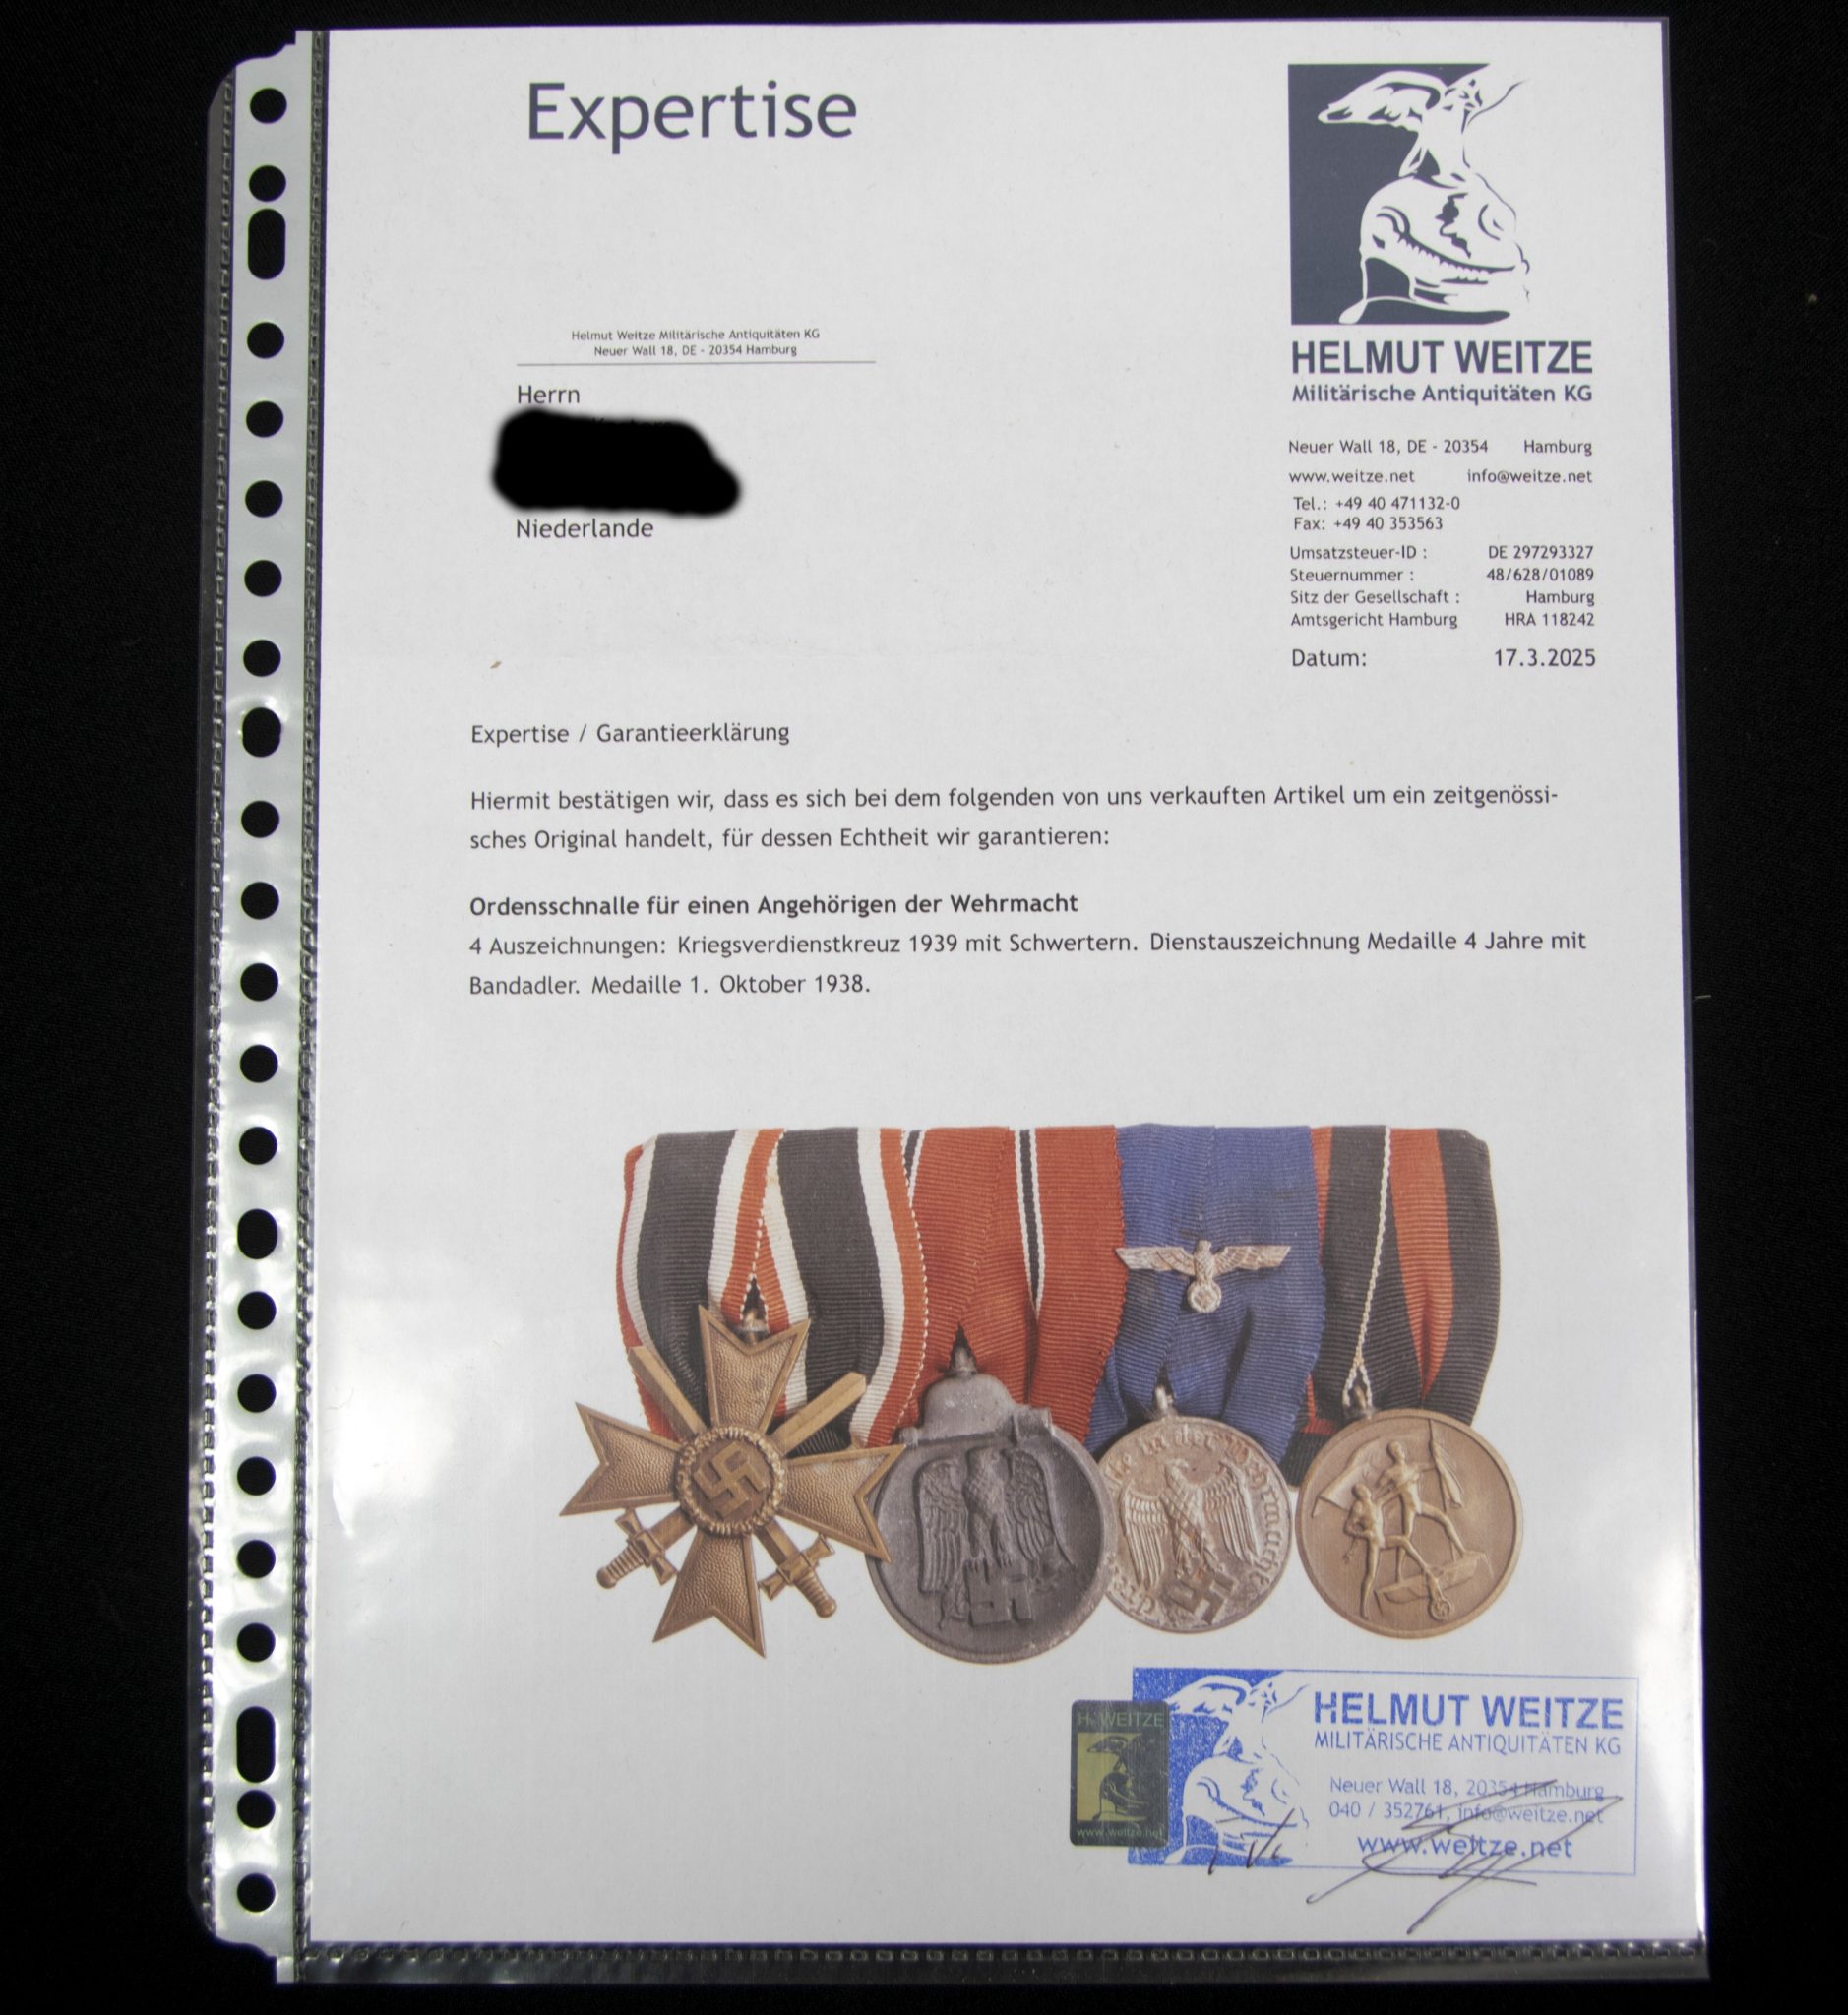 Expertise
HELMUT WEITZE
Militärische Antiquitäten KG
Helmut Weitze Militärische Antiquitäten KG
Neuer Wall 18, DE - 20354 Hamburg
Herrn
Niederlande
Neuer Wall 18, DE - 20354 Hamburg
www.weitze.net info@weitze.net
Tel.: +49 40 471132-0
Fax: +49 40 353563
Umsatzsteuer-ID : DE 297293327
Steuernummer : 48/628/01089
Sitz der Gesellschaft : Hamburg
Amtsgericht Hamburg HRA 118242
Datum: 17.3.2025
Expertise / Garantieerklärung
Hiermit bestätigen wir, dass es sich bei dem folgenden von uns verkauften Artikel um ein zeitgenössi-
sches Original handelt, für dessen Echtheit wir garantieren:
Ordensschnalle für einen Angehörigen der Wehrmacht
4 Auszeichnungen: Kriegsverdienstkreuz 1939 mit Schwertern. Dienstauszeichnung Medaille 4 Jahre mit
Bandadler. Medaille 1. Oktober 1938.
in der Wehrmacht
H. WEITZE
www.weitze.net
HELMUT WEITZE
MILITÄRISCHE ANTIQUITÄTEN KG
Neuer Wall 18, 20354 Hamburg
040 / 352761, info@weitze.net
www.weitze.net